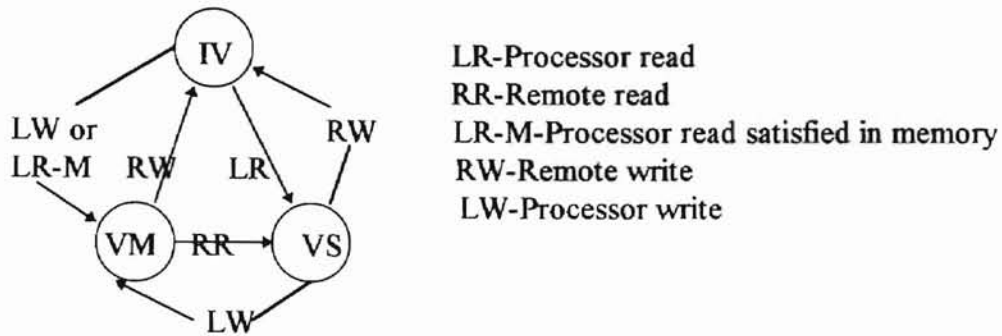 IV
LW or
LR-M
RW
LR
RW
VM
RR
VS
LW
LR-Processor read
RR-Remote read
LR-M-Processor read satisfied in memory
RW-Remote write
LW-Processor write